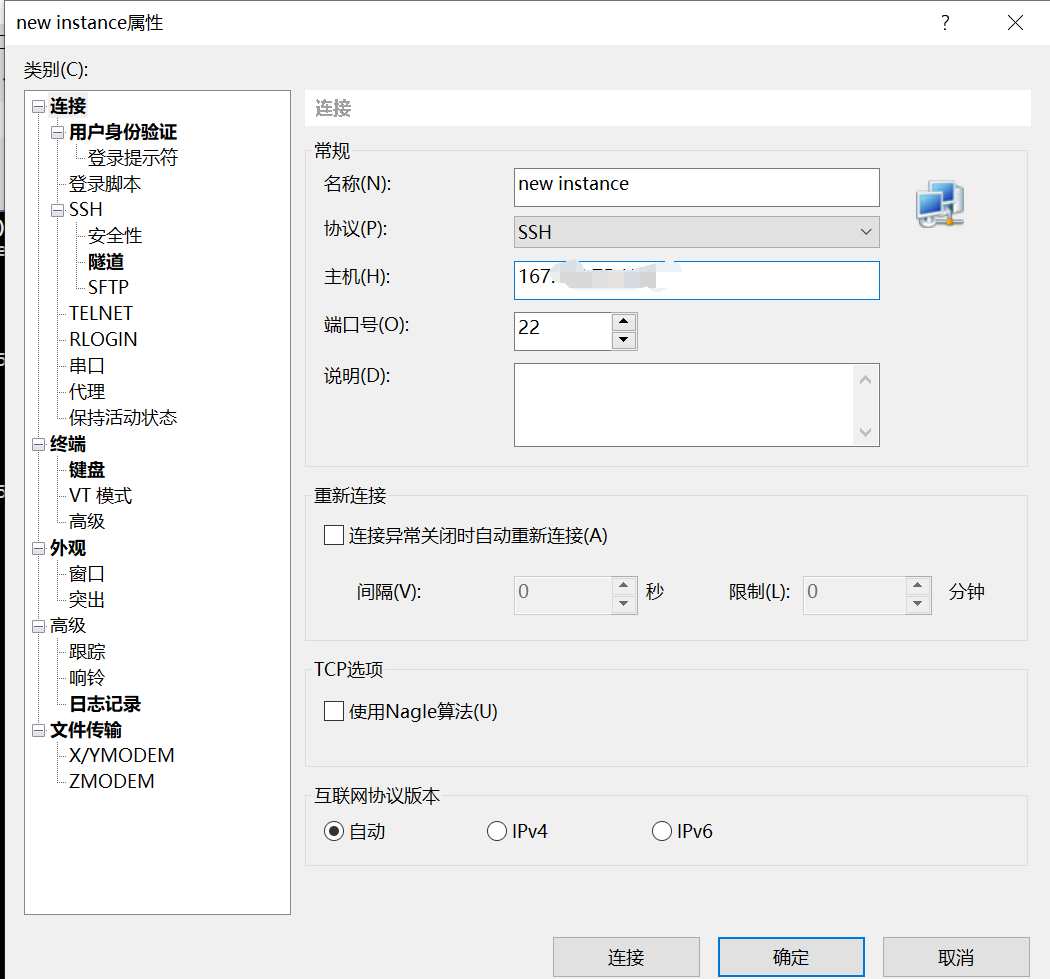 new instance属性
?
类别(C):
连接
用户身份验证
登录提示符
登录脚本
SSH
安全性
隧道
SFTP
TELNET
RLOGIN
串口
代理
保持活动状态
终端
键盘
VT 模式
高级
外观
窗口
突出
高级
跟踪
响铃
日志记录
文件传输
X/YMODEM
ZMODEM
连接
常规
名称(N): new instance
协议(P): SSH
主机(H): 167.
端口号(O): 22
说明(D):
重新连接
连接异常关闭时自动重新连接(A)
间隔(V): 0 秒 限制(L): 0 分钟
TCP选项
使用Nagle算法(U)
互联网协议版本
自动 IPv4 IPv6
连接 确定 取消